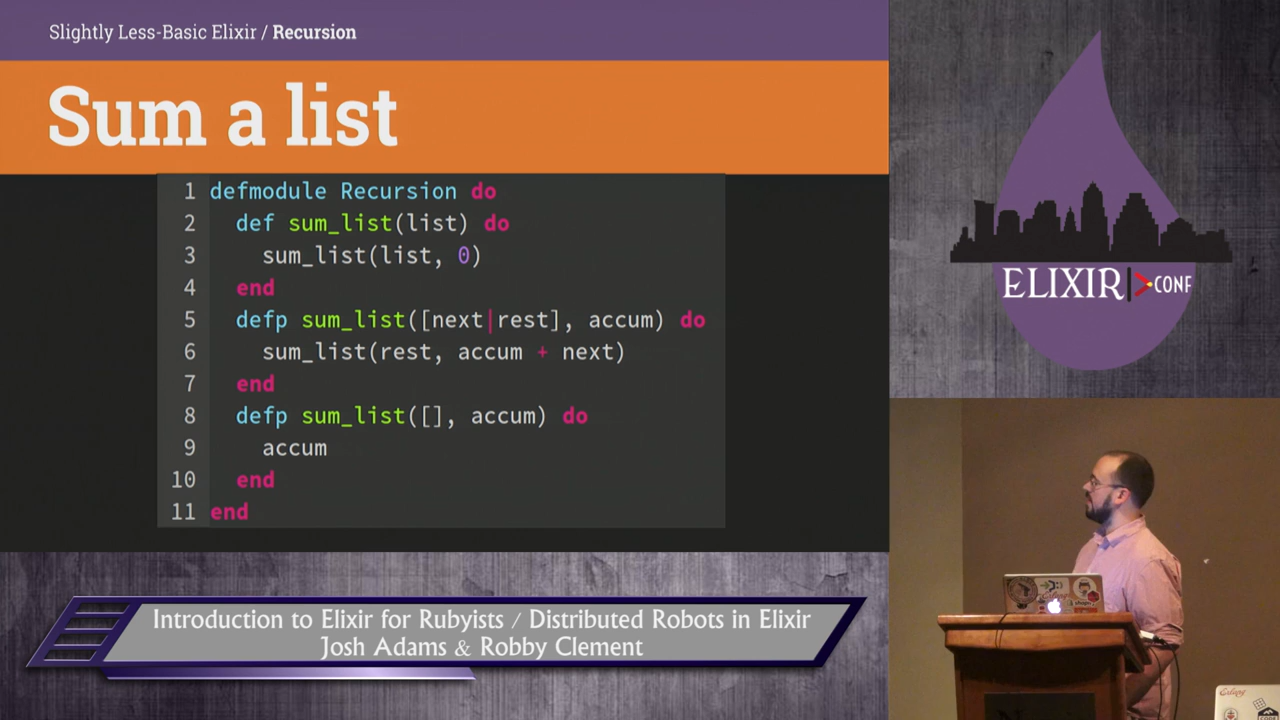 Slightly Less-Basic Elixir / Recursion
Sum a list
1 defmodule Recursion do
2   def sum_list(list) do
3     sum_list(list, 0)
4   end
5   defp sum_list([next|rest], accum) do
6     sum_list(rest, accum + next)
7   end
8   defp sum_list([], accum) do
9     accum
10   end
11 end
ELIXIR|>CONF
Introduction to Elixir for Rubyists / Distributed Robots in Elixir
Josh Adams & Robby Clement
Erlang